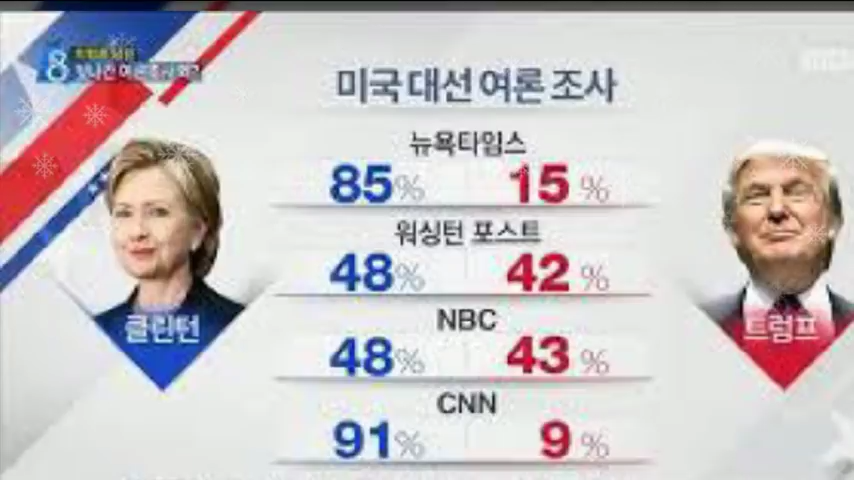 8
미국 대선 여론 조사
뉴욕타임스
85% 15%
워싱턴 포스트
48% 42%
NBC
48% 43%
CNN
91% 9%
클린턴
트럼프